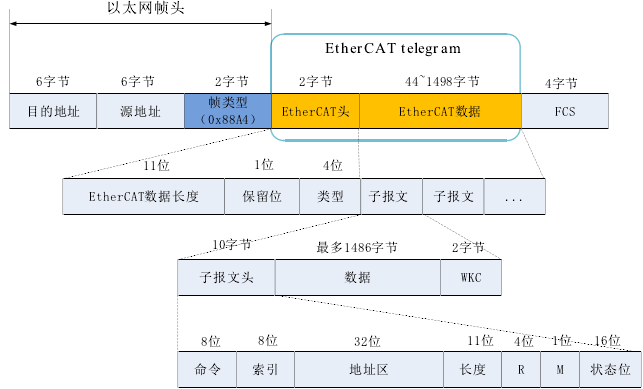 以太网帧头
EtherCAT telegram
6字节 6字节 2字节 2字节 44~1498字节 4字节
目的地址 源地址 帧类型 (0x88A4) EtherCAT头 EtherCAT数据 FCS
11位 1位 4位
EtherCAT数据长度 保留位 类型 子报文 子报文 ...
10字节 最多1486字节 2字节
子报文头 数据 WKC
8位 8位 32位 11位 4位 1位 16位
命令 索引 地址区 长度 R M 状态位